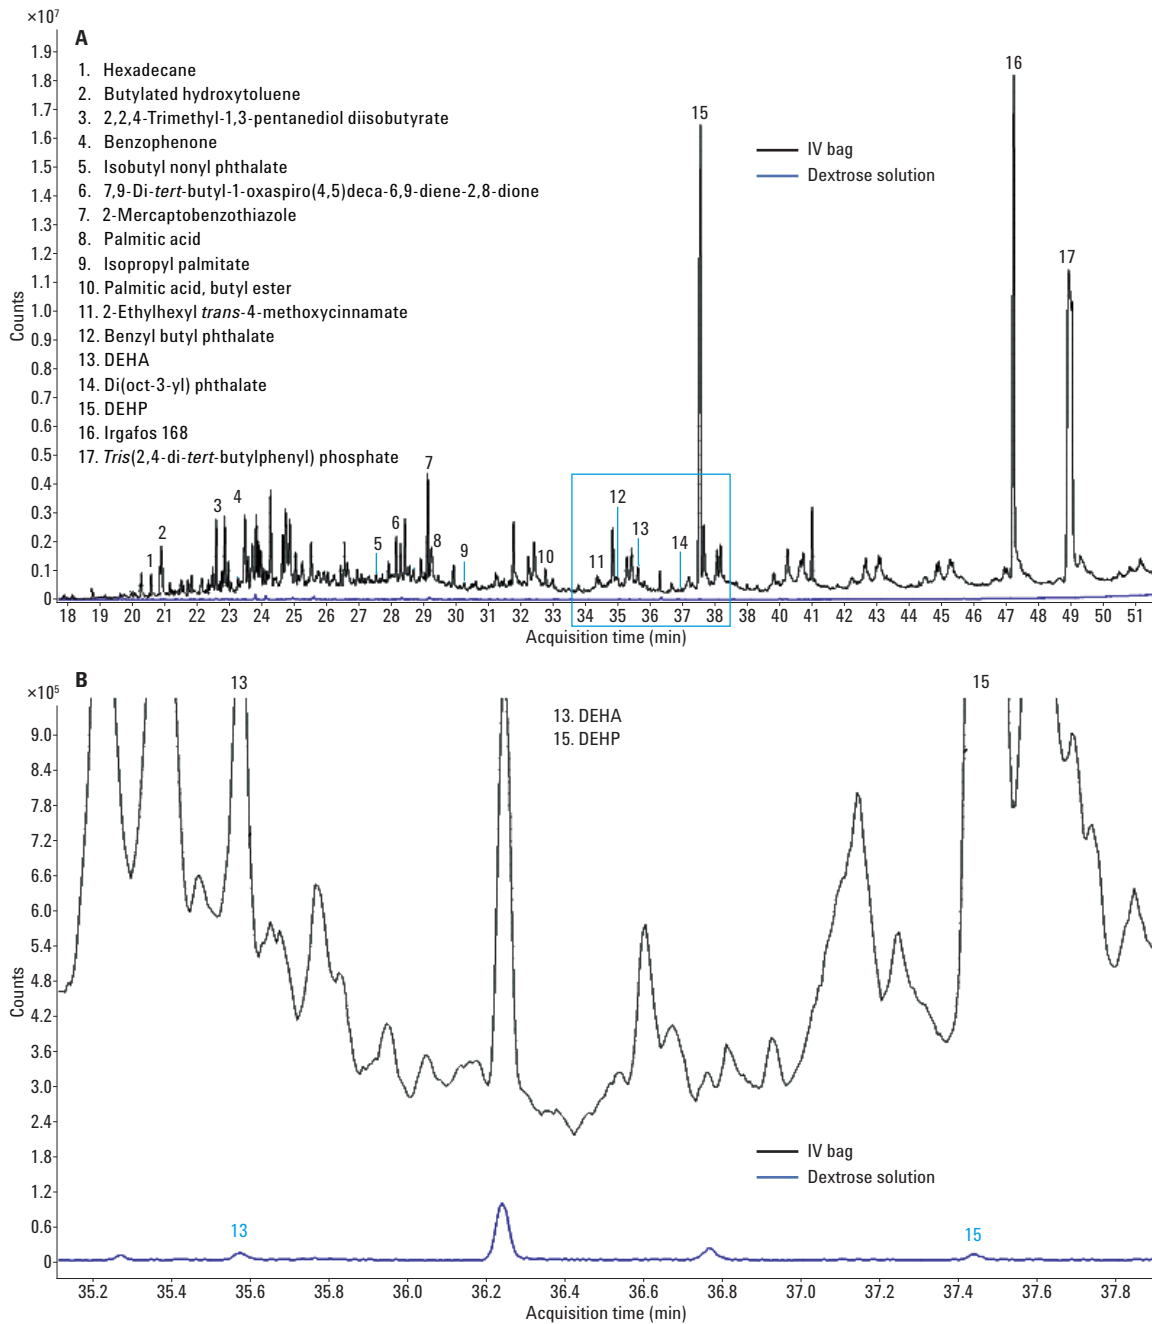 ×10⁷
A
1. Hexadecane
2. Butylated hydroxytoluene
3. 2,2,4-Trimethyl-1,3-pentanediol diisobutyrate
4. Benzophenone
5. Isobutyl nonyl phthalate
6. 7,9-Di-tert-butyl-1-oxaspiro(4,5)deca-6,9-diene-2,8-dione
7. 2-Mercaptobenzothiazole
8. Palmitic acid
9. Isopropyl palmitate
10. Palmitic acid, butyl ester
11. 2-Ethylhexyl trans-4-methoxycinnamate
12. Benzyl butyl phthalate
13. DEHA
14. Di(oct-3-yl) phthalate
15. DEHP
16. Irgafos 168
17. Tris(2,4-di-tert-butylphenyl) phosphate
IV bag
Dextrose solution
1.9
1.8
1.7
1.6
1.5
1.4
1.3
1.2
1.1
1.0
0.9
0.8
0.7
0.6
0.5
0.4
0.3
0.2
0.1
0
Counts
1
2
3
4
5
6
7
8
9
10
11
12
13
14
15
16
17
18 19 20 21 22 23 24 25 26 27 28 29 30 31 32 33 34 35 36 37 38 38 40 41 42 43 44 45 46 47 48 49 50 51
Acquisition time (min)
B
×10⁵
13
15
13. DEHA
15. DEHP
9.0
8.4
7.8
7.2
6.6
6.0
5.4
4.8
4.2
3.6
3.0
2.4
1.8
1.2
0.6
0
Counts
IV bag
Dextrose solution
13
15
35.2 35.4 35.6 35.8 36.0 36.2 36.4 36.6 36.8 37.0 37.2 37.4 37.6 37.8
Acquisition time (min)